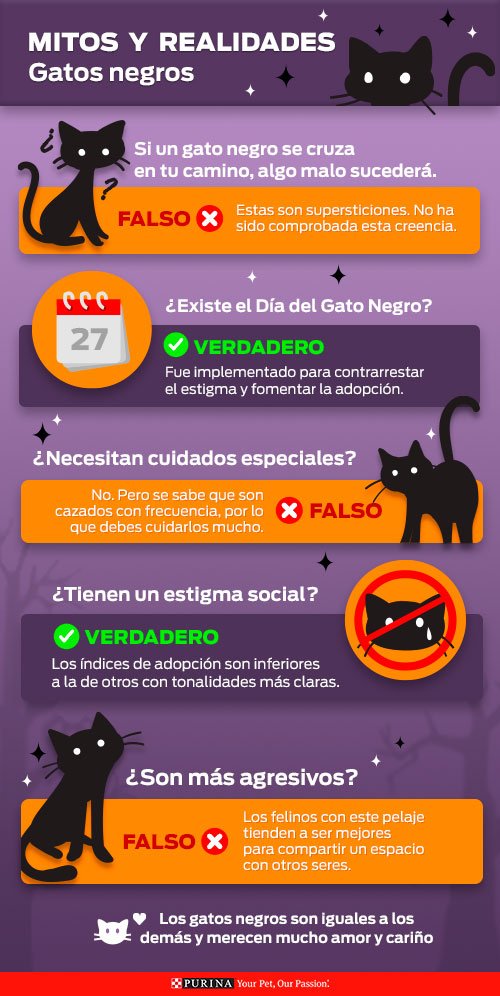 MITOS Y REALIDADES
Gatos negros
¿
?
Si un gato negro se cruza
en tu camino, algo malo sucederá.
FALSO
Estas son supersticiones. No ha
sido comprobada esta creencia.
27
¿Existe el Día del Gato Negro?
VERDADERO
Fue implementado para contrarrestar
el estigma y fomentar la adopción.
¿Necesitan cuidados especiales?
No. Pero se sabe que son
cazados con frecuencia, por lo
que debes cuidarlos mucho.
FALSO
¿Tienen un estigma social?
VERDADERO
Los índices de adopción son inferiores
a la de otros con tonalidades más claras.
¿Son más agresivos?
FALSO
Los felinos con este pelaje
tienden a ser mejores
para compartir un espacio
con otros seres.
Los gatos negros son iguales a los
demás y merecen mucho amor y cariño
PURINA Your Pet, Our Passion.